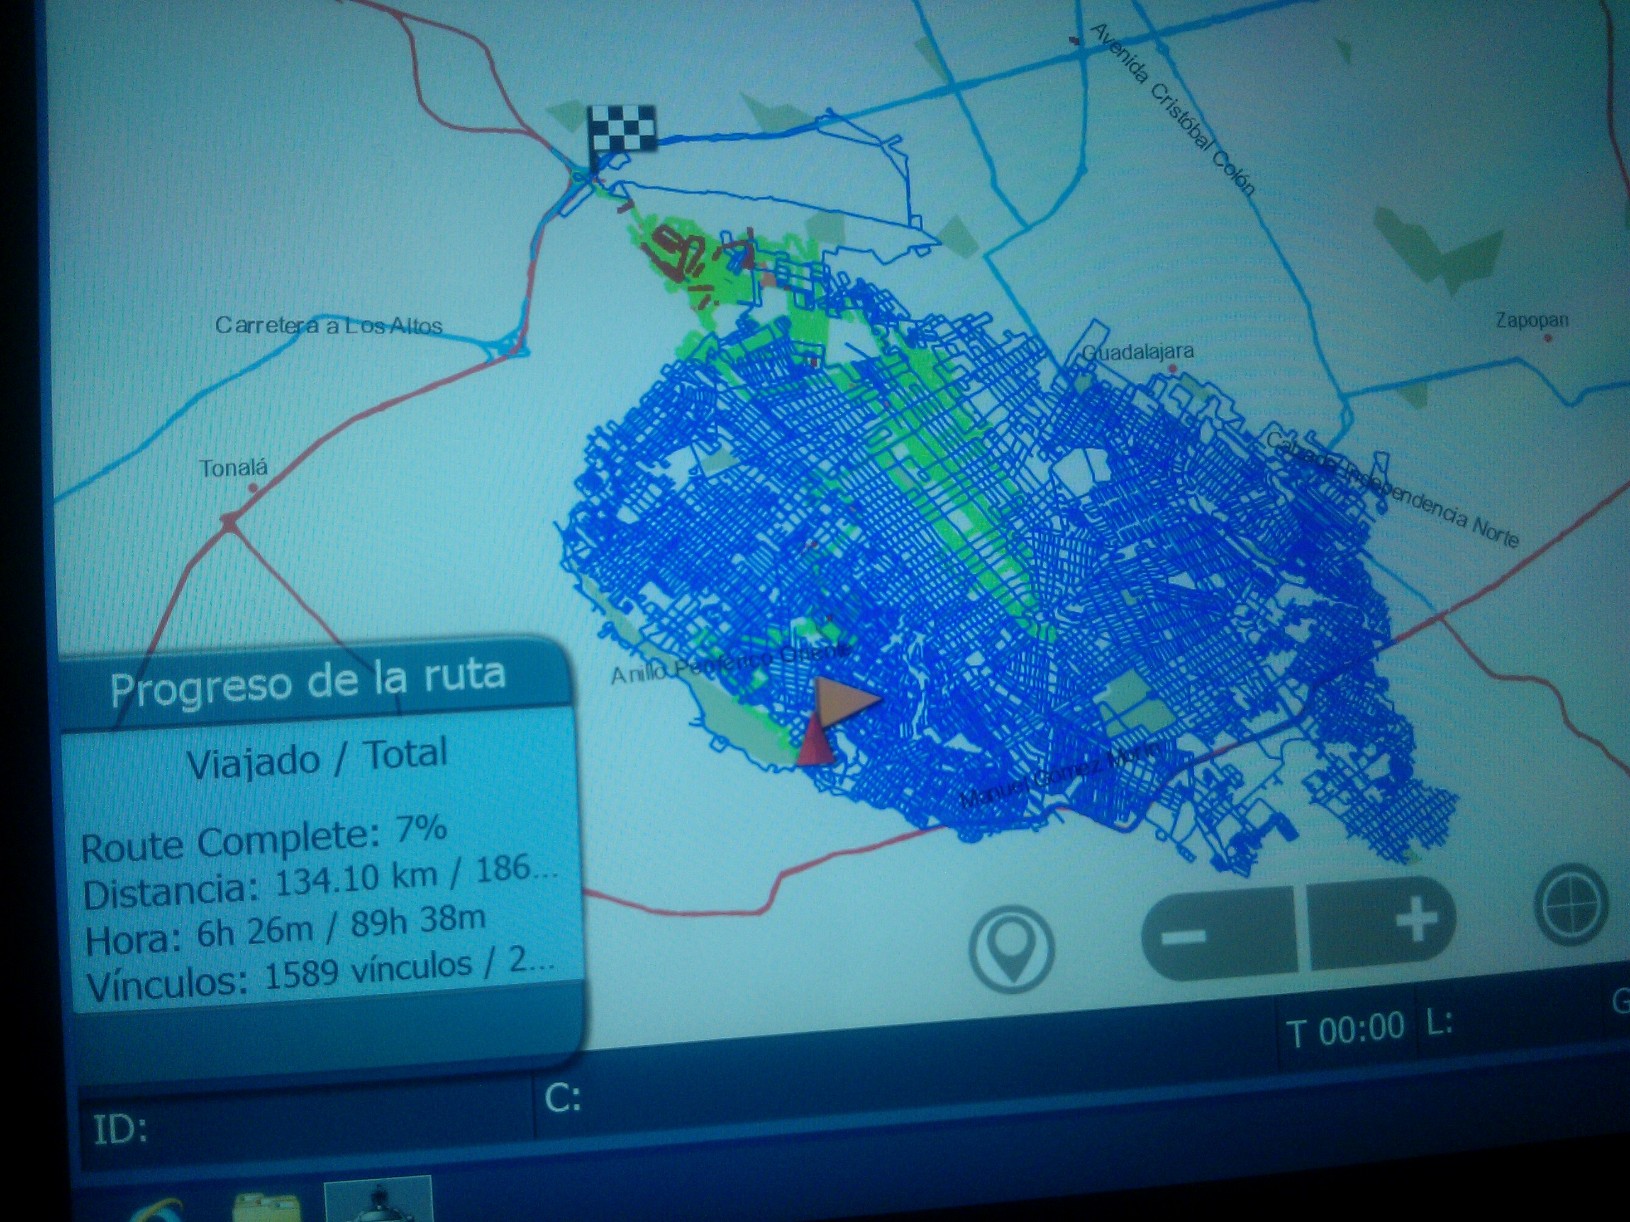 Avenida Cristóbal Colón
Carretera a Los Altos
Zapopan
Guadalajara
Tonalá
Calzada Independencia Norte
Anillo Periférico Oriente
Manuel Gómez Morín
Progreso de la ruta
Viajado / Total
Route Complete: 7%
Distancia: 134.10 km / 186...
Hora: 6h 26m / 89h 38m
Vínculos: 1589 vínculos / 2...
T 00:00 L: G
ID: C: